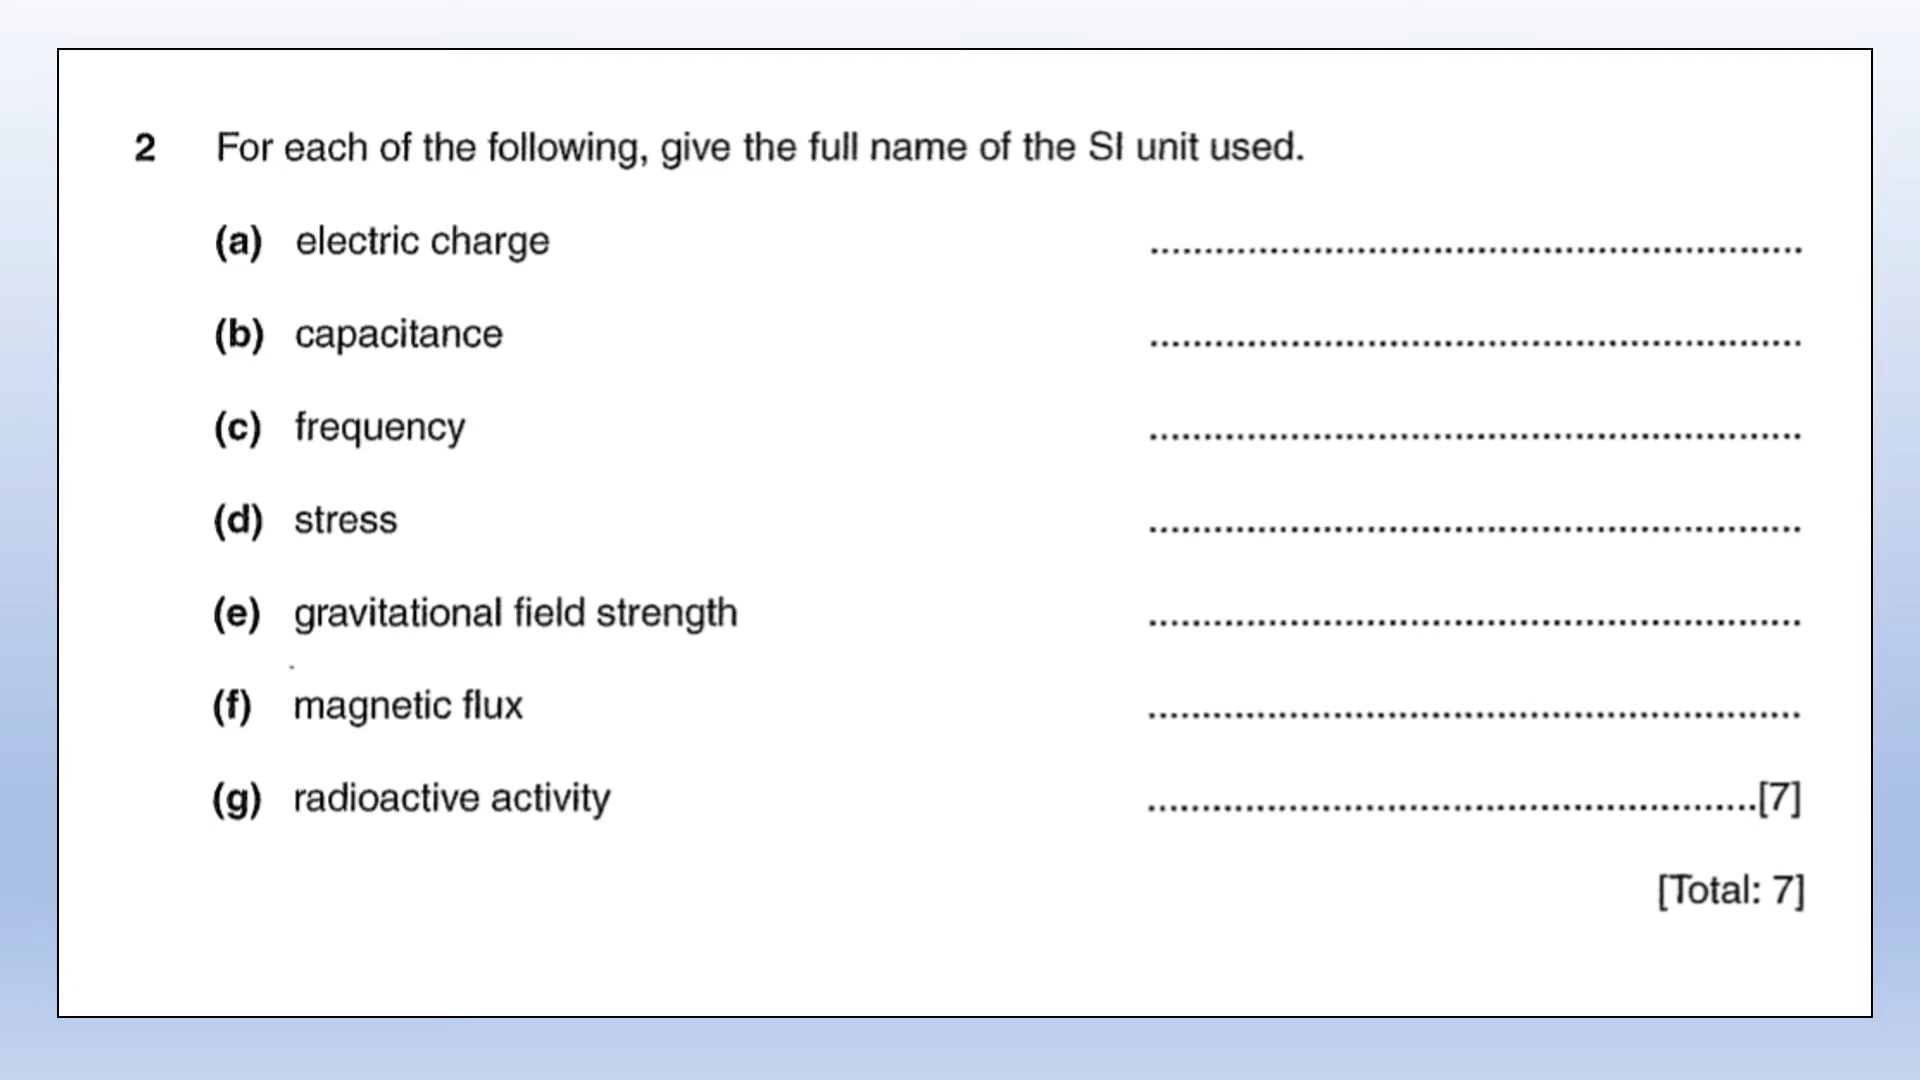 2 For each of the following, give the full name of the SI unit used.
(a) electric charge ............................................................
(b) capacitance ............................................................
(c) frequency ............................................................
(d) stress ............................................................
(e) gravitational field strength ............................................................
(f) magnetic flux ............................................................
(g) radioactive activity ........................................................[7]
[Total: 7]